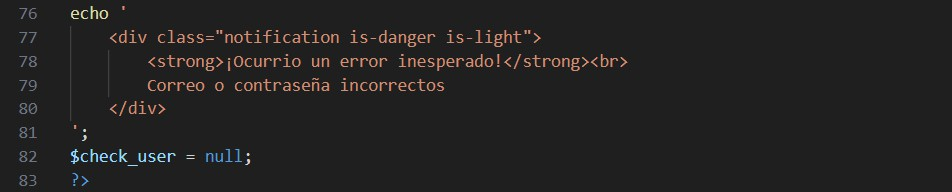 76 echo '
77     <div class="notification is-danger is-light">
78         <strong>¡Ocurrio un error inesperado!</strong><br>
79         Correo o contraseña incorrectos
80     </div>
81 ';
82 $check_user = null;
83 ?>